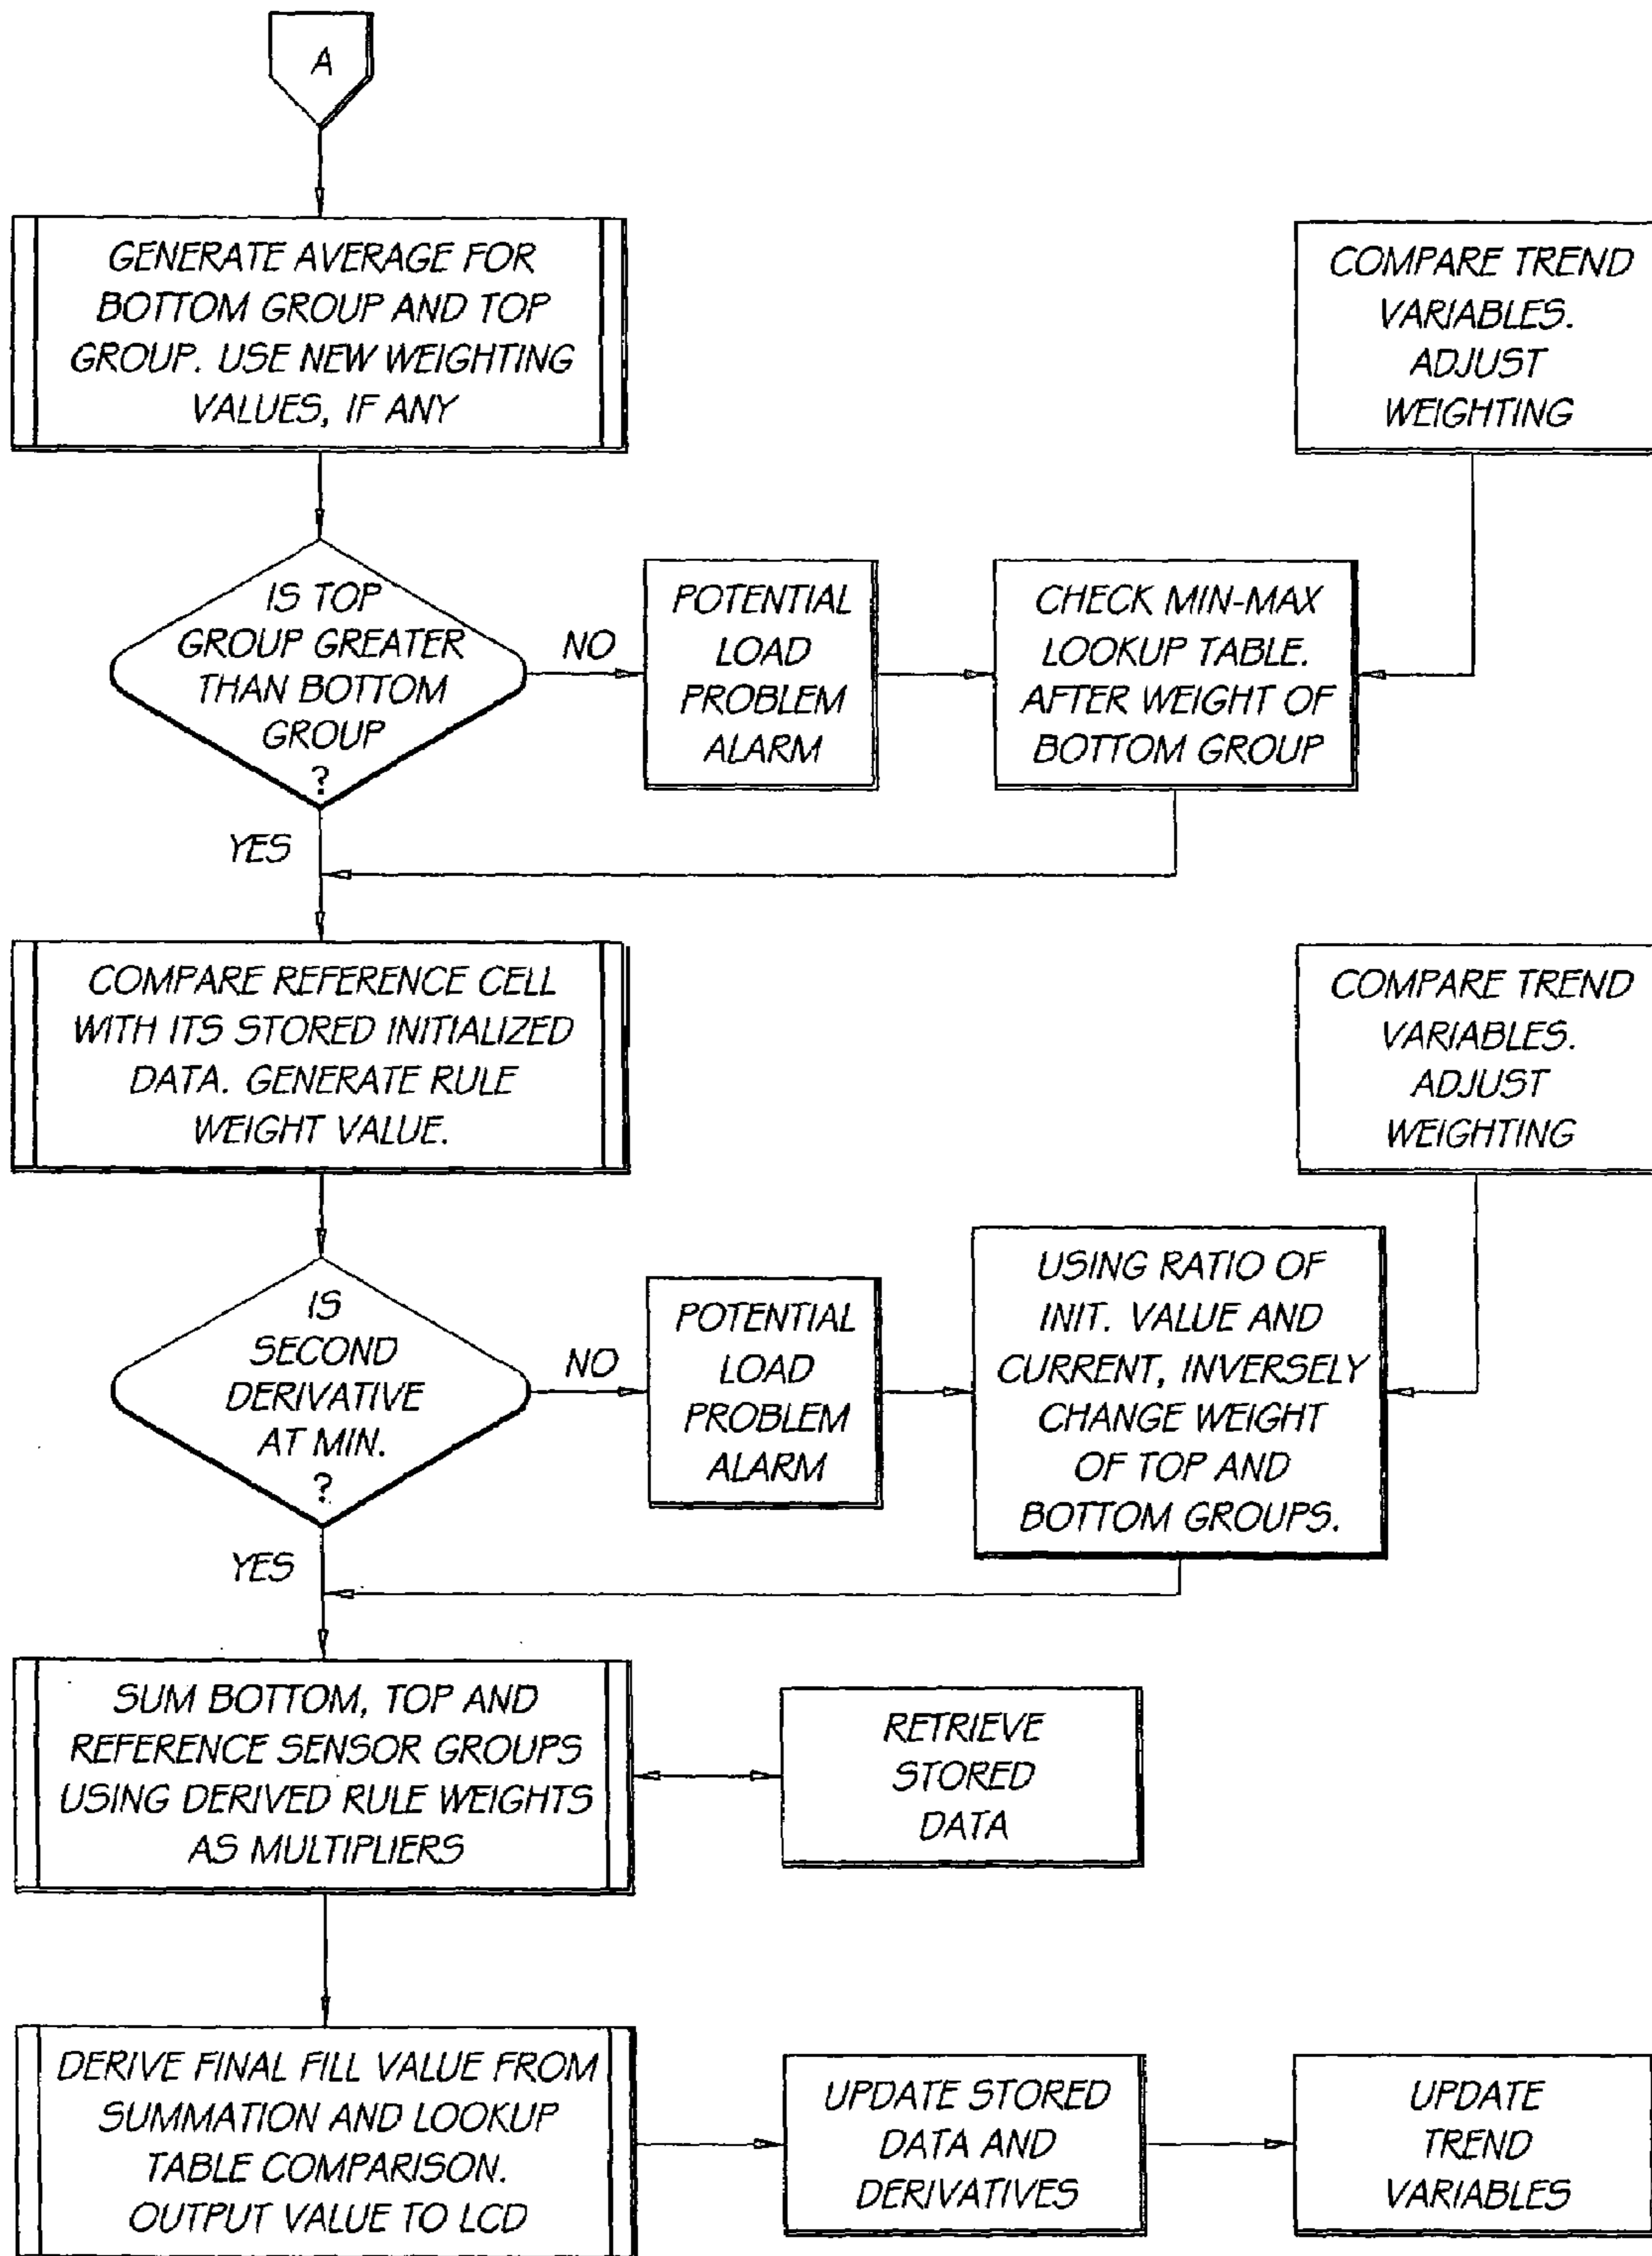 A
GENERATE AVERAGE FOR
BOTTOM GROUP AND TOP
GROUP. USE NEW WEIGHTING
VALUES, IF ANY
COMPARE TREND
VARIABLES.
ADJUST
WEIGHTING
IS TOP
GROUP GREATER
THAN BOTTOM
GROUP
?
NO
POTENTIAL
LOAD
PROBLEM
ALARM
CHECK MIN-MAX
LOOKUP TABLE.
AFTER WEIGHT OF
BOTTOM GROUP
YES
COMPARE REFERENCE CELL
WITH ITS STORED INITIALIZED
DATA. GENERATE RULE
WEIGHT VALUE.
COMPARE TREND
VARIABLES.
ADJUST
WEIGHTING
IS
SECOND
DERIVATIVE
AT MIN.
?
NO
POTENTIAL
LOAD
PROBLEM
ALARM
USING RATIO OF
INIT. VALUE AND
CURRENT, INVERSELY
CHANGE WEIGHT
OF TOP AND
BOTTOM GROUPS.
YES
SUM BOTTOM, TOP AND
REFERENCE SENSOR GROUPS
USING DERIVED RULE WEIGHTS
AS MULTIPLIERS
RETRIEVE
STORED
DATA
DERIVE FINAL FILL VALUE FROM
SUMMATION AND LOOKUP
TABLE COMPARISON.
OUTPUT VALUE TO LCD
UPDATE STORED
DATA AND
DERIVATIVES
UPDATE
TREND
VARIABLES